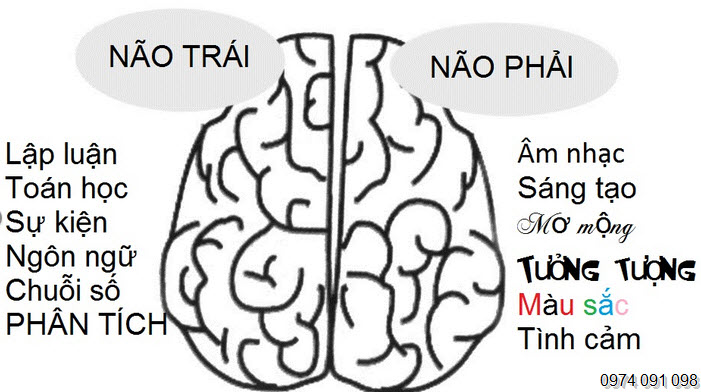 NÃO TRÁI
NÃO PHẢI
Lập luận
Toán học
Sự kiện
Ngôn ngữ
Chuỗi số
PHÂN TÍCH
Âm nhạc
Sáng tạo
Mơ mộng
TƯỞNG TƯỢNG
Màu sắc
Tình cảm
0974 091 098